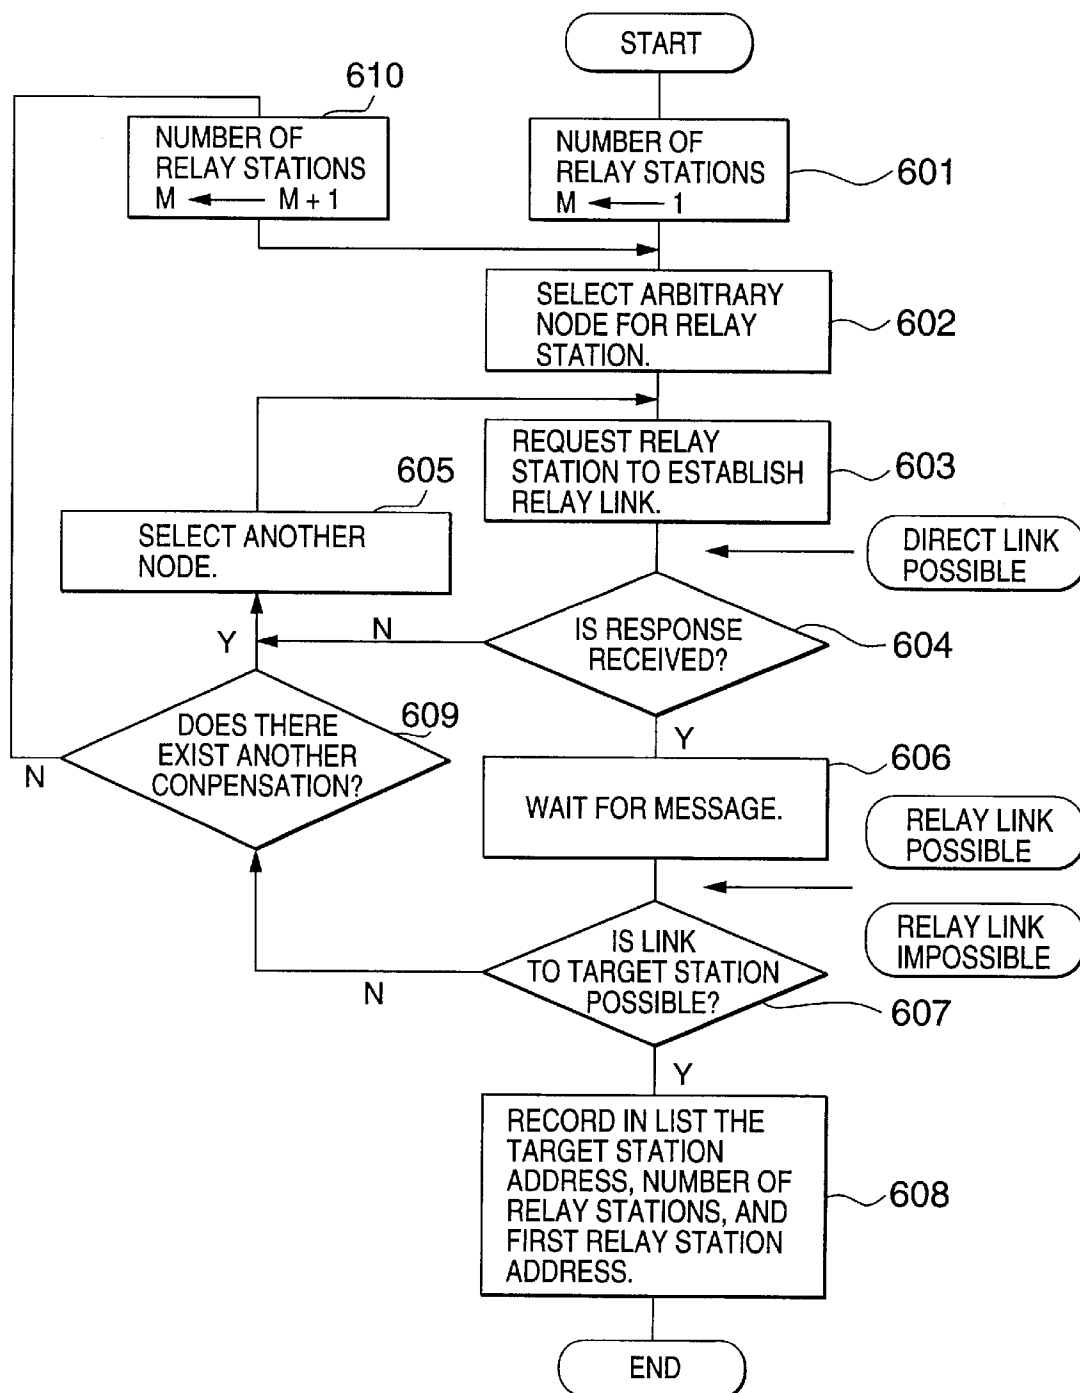 START
610
NUMBER OF
RELAY STATIONS
M ← M + 1
NUMBER OF
RELAY STATIONS
M ← 1
601
SELECT ARBITRARY
NODE FOR RELAY
STATION.
602
REQUEST RELAY
STATION TO ESTABLISH
RELAY LINK.
603
605
SELECT ANOTHER
NODE.
DIRECT LINK
POSSIBLE
Y
N
IS RESPONSE
RECEIVED?
604
DOES THERE
EXIST ANOTHER
CONPENSATION?
609
N
Y
606
WAIT FOR MESSAGE.
RELAY LINK
POSSIBLE
RELAY LINK
IMPOSSIBLE
IS LINK
TO TARGET STATION
POSSIBLE?
N
607
Y
RECORD IN LIST THE
TARGET STATION
ADDRESS, NUMBER OF
RELAY STATIONS, AND
FIRST RELAY STATION
ADDRESS.
608
END